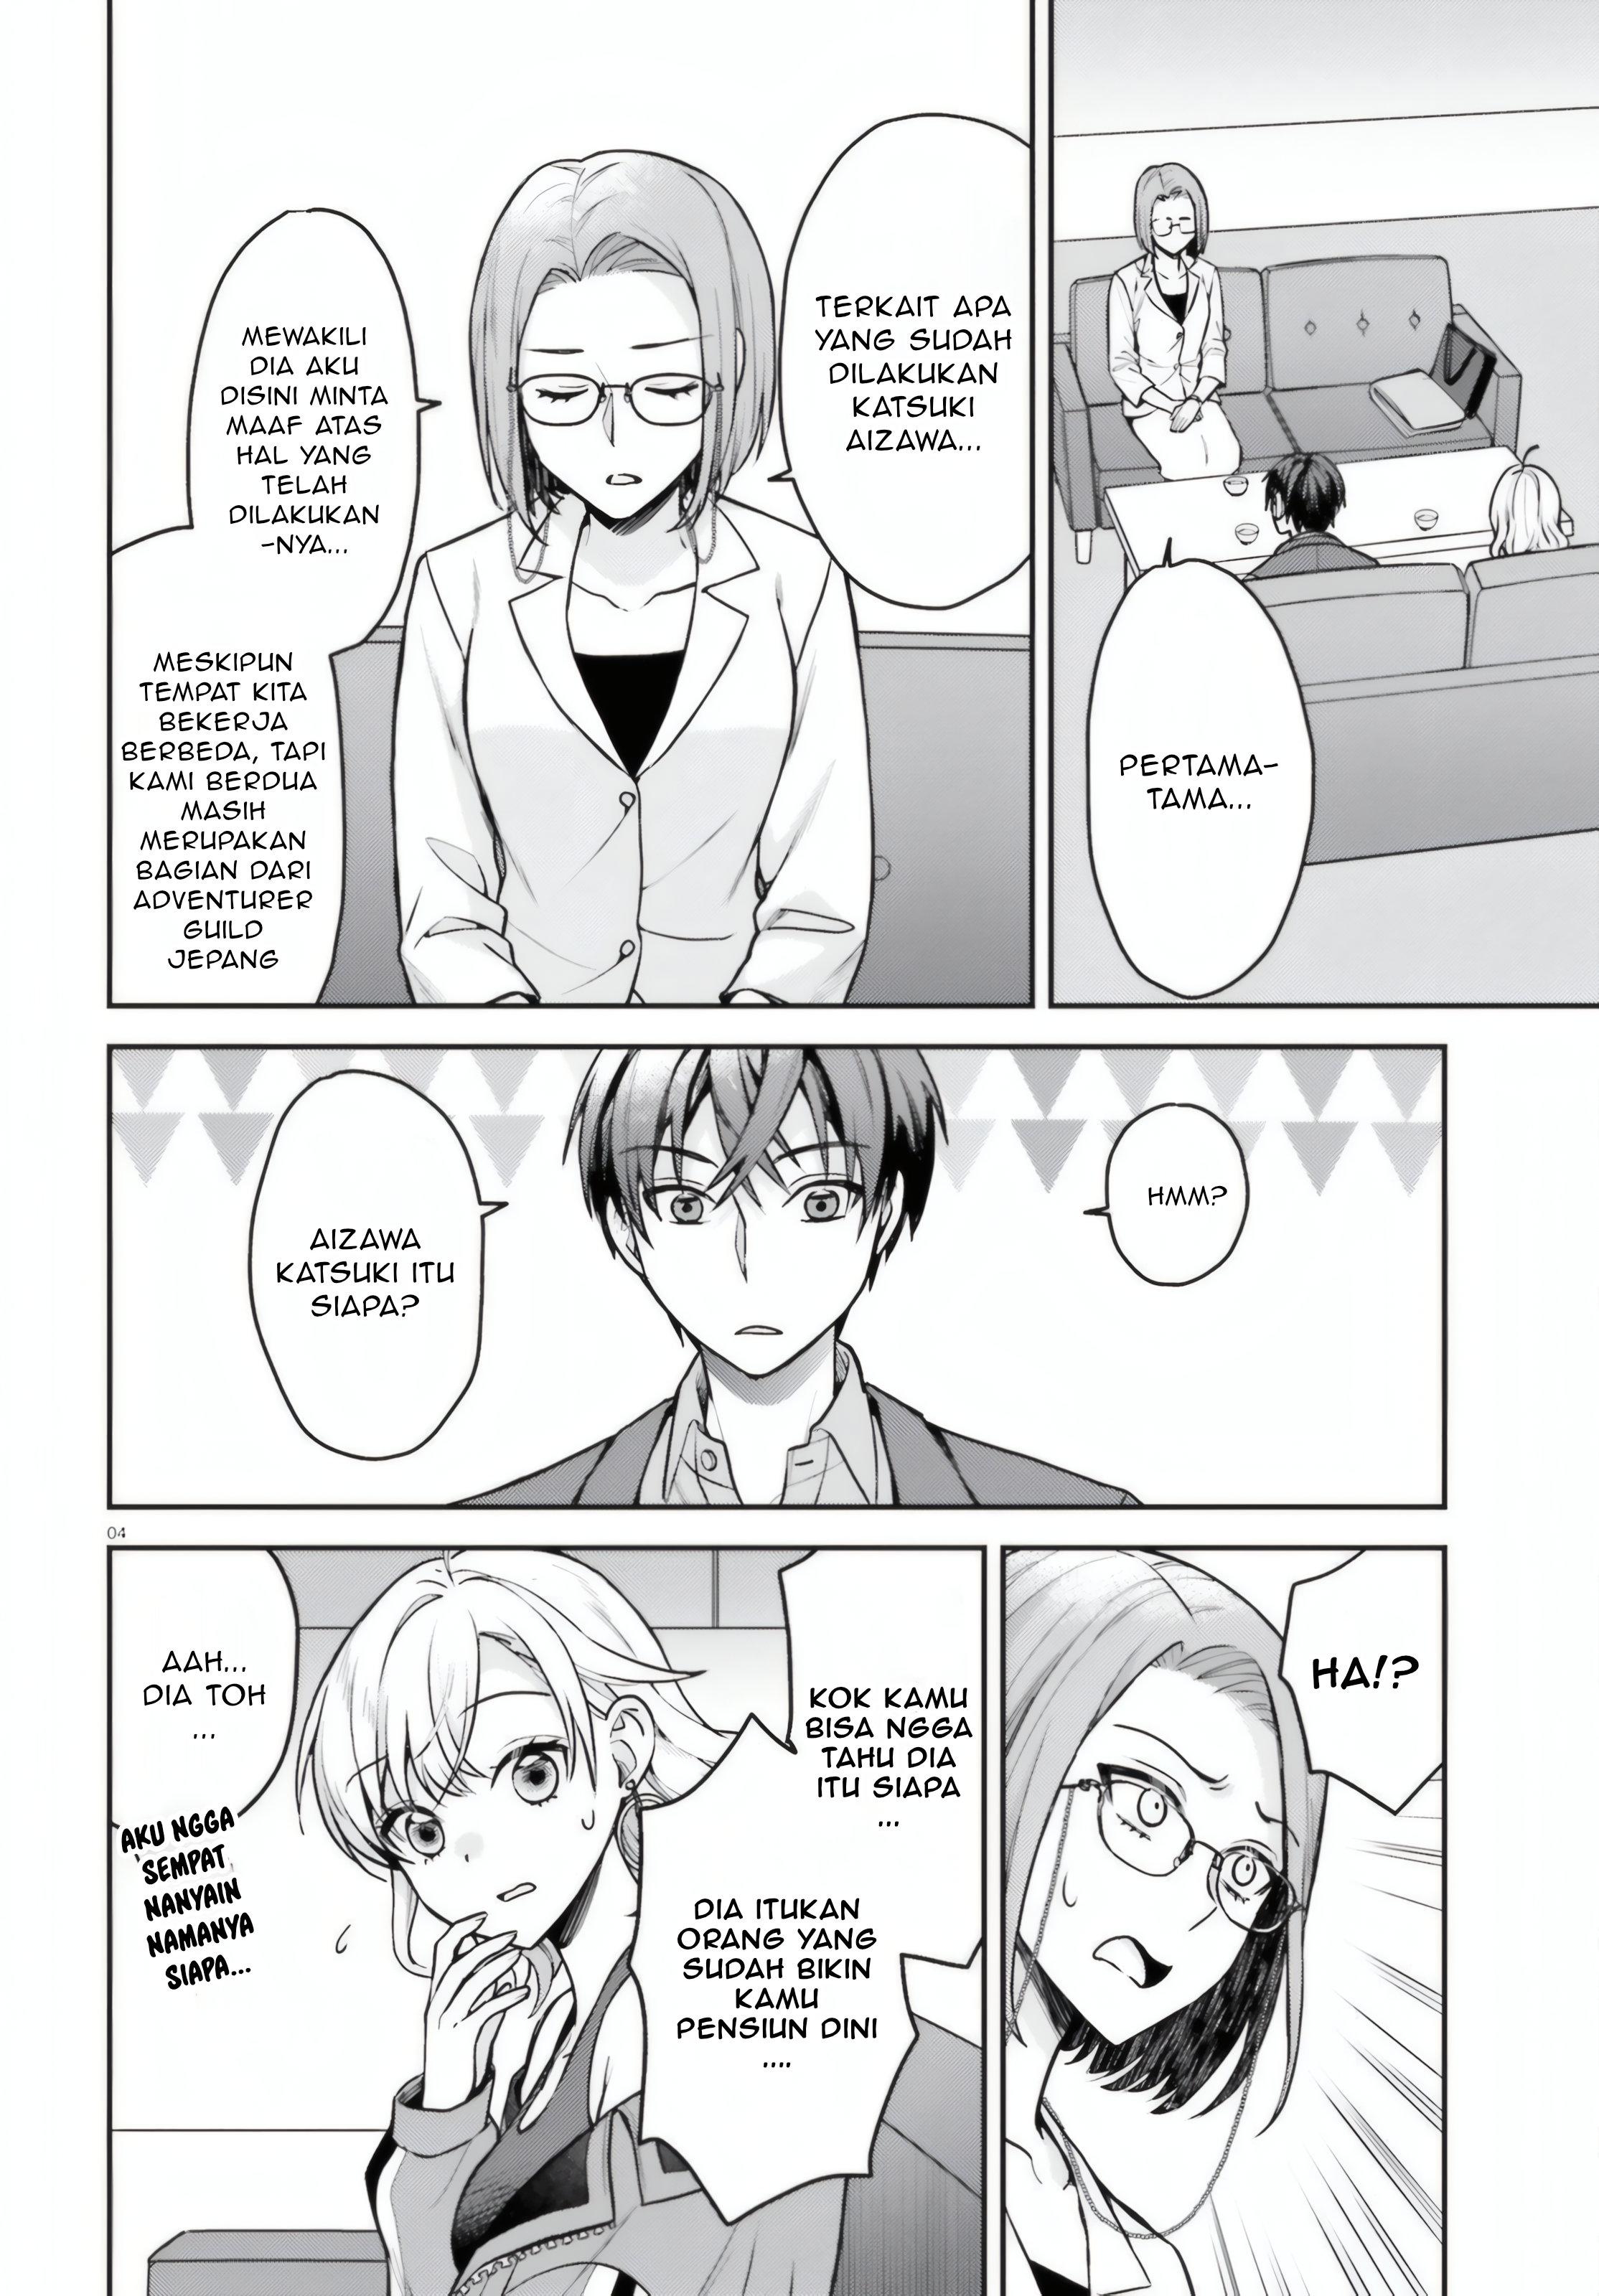 PERTAMA-
TAMA...
TERKAIT APA
YANG SUDAH
DILAKUKAN
KATSUKI
AIZAWA...
MEWAKILI
DIA AKU
DISINI MINTA
MAAF ATAS
HAL YANG
TELAH
DILAKUKAN
-NYA...
MESKIPUN
TEMPAT KITA
BEKERJA
BERBEDA, TAPI
KAMI BERDUA
MASIH
MERUPAKAN
BAGIAN DARI
ADVENTURER
GUILD
JEPANG
HMM?
AIZAWA
KATSUKI ITU
SIAPA?
04
HA!?
KOK KAMU
BISA NGGA
TAHU DIA
ITU SIAPA
...
DIA ITUKAN
ORANG YANG
SUDAH BIKIN
KAMU
PENSIUN DINI
....
AAH...
DIA TOH
...
AKU NGGA
SEMPAT
NANYAIN
NAMANYA
SIAPA...